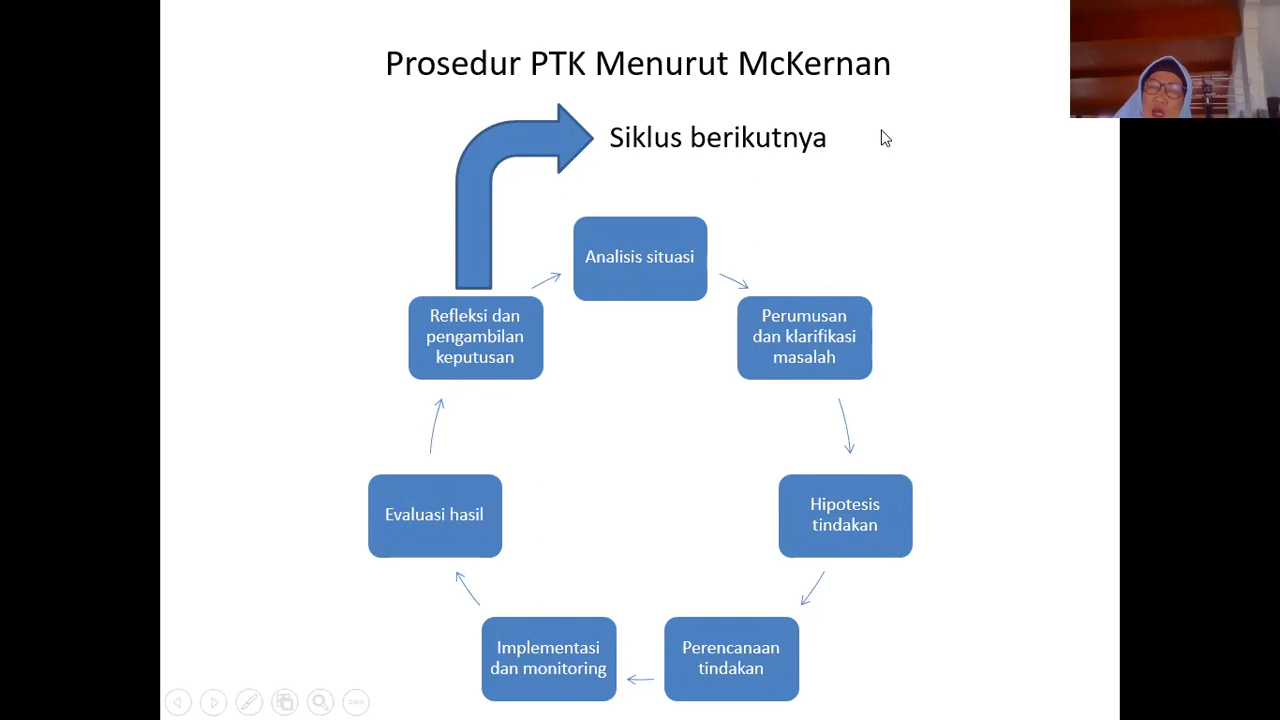 Prosedur PTK Menurut McKernan
Siklus berikutnya
Analisis situasi
Perumusan
dan klarifikasi
masalah
Hipotesis
tindakan
Perencanaan
tindakan
Implementasi
dan monitoring
Evaluasi hasil
Refleksi dan
pengambilan
keputusan